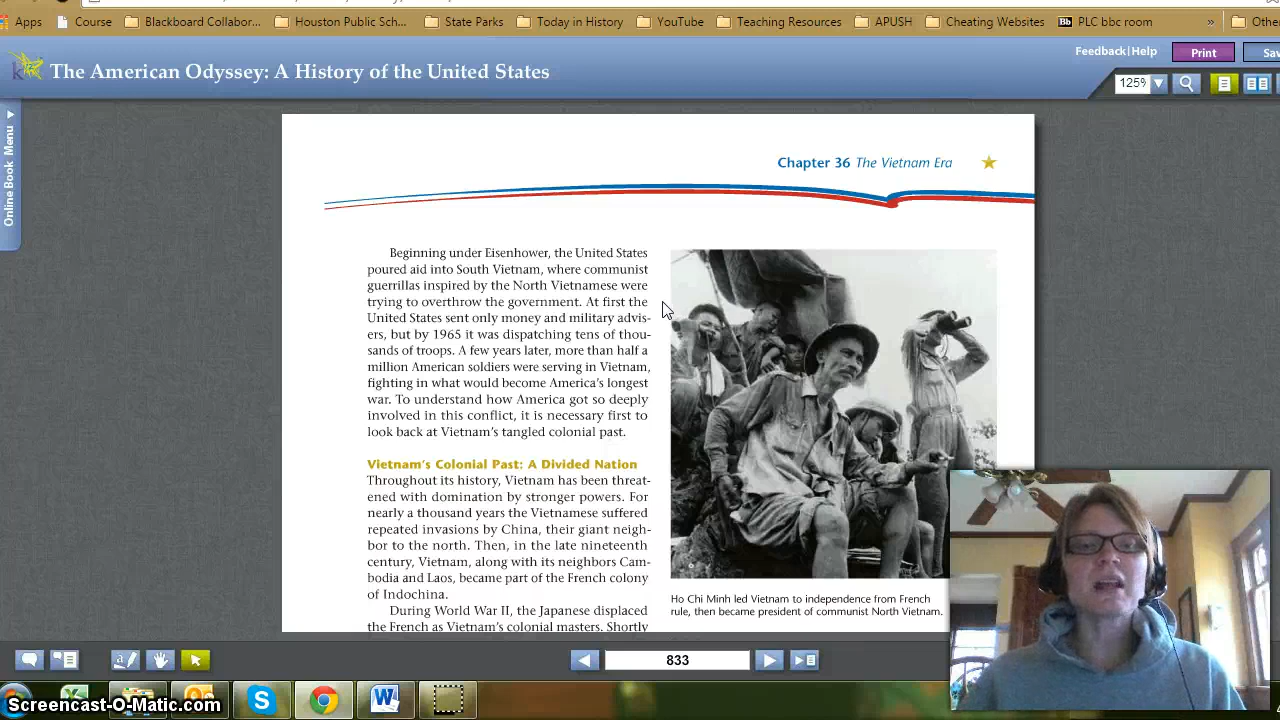 Apps
Course
Blackboard Collabor...
Houston Public Sch...
State Parks
Today in History
YouTube
Teaching Resources
APUSH
Cheating Websites
Bb
PLC bbc room
»
Othe
Feedback|Help
Print
Sav
The American Odyssey: A History of the United States
125%
Online Book Menu
Chapter 36 The Vietnam Era
Beginning under Eisenhower, the United States
poured aid into South Vietnam, where communist
guerrillas inspired by the North Vietnamese were
trying to overthrow the government. At first the
United States sent only money and military advis-
ers, but by 1965 it was dispatching tens of thou-
sands of troops. A few years later, more than half a
million American soldiers were serving in Vietnam,
fighting in what would become America's longest
war. To understand how America got so deeply
involved in this conflict, it is necessary first to
look back at Vietnam's tangled colonial past.
Vietnam's Colonial Past: A Divided Nation
Throughout its history, Vietnam has been threat-
ened with domination by stronger powers. For
nearly a thousand years the Vietnamese suffered
repeated invasions by China, their giant neigh-
bor to the north. Then, in the late nineteenth
century, Vietnam, along with its neighbors Cam-
bodia and Laos, became part of the French colony
of Indochina.
During World War II, the Japanese displaced
the French as Vietnam's colonial masters. Shortly
Ho Chi Minh led Vietnam to independence from French
rule, then became president of communist North Vietnam.
833
Screencast-O-Matic.com